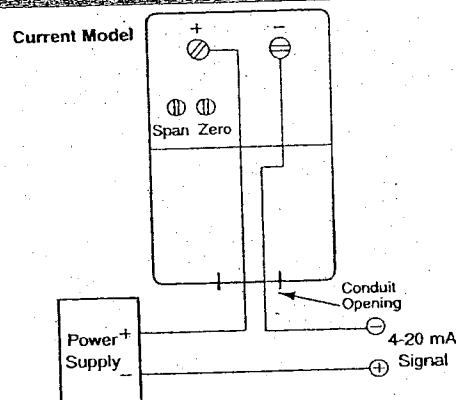 Current Model
+ −
Span Zero
Conduit
Opening
Power +
Supply −
− 4-20 mA
+ Signal